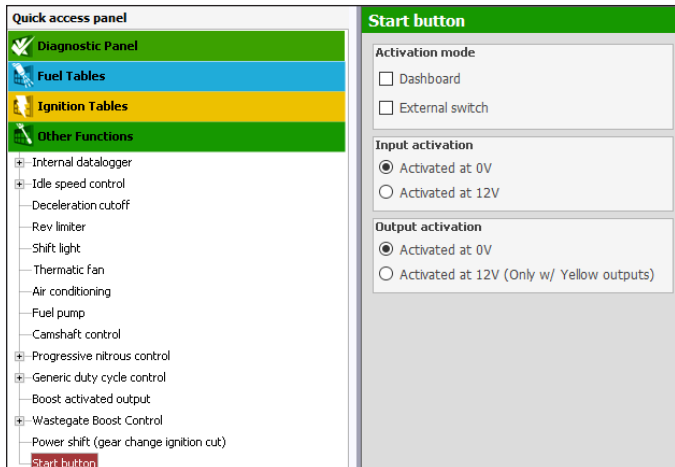 Quick access panel
Diagnostic Panel
Fuel Tables
Ignition Tables
Other Functions
Internal datalogger
Idle speed control
Deceleration cutoff
Rev limiter
Shift light
Thermatic fan
Air conditioning
Fuel pump
Camshaft control
Progressive nitrous control
Generic duty cycle control
Boost activated output
Wastegate Boost Control
Power shift (gear change ignition cut)
Start button
Start button
Activation mode
Dashboard
External switch
Input activation
Activated at 0V
Activated at 12V
Output activation
Activated at 0V
Activated at 12V (Only w/ Yellow outputs)